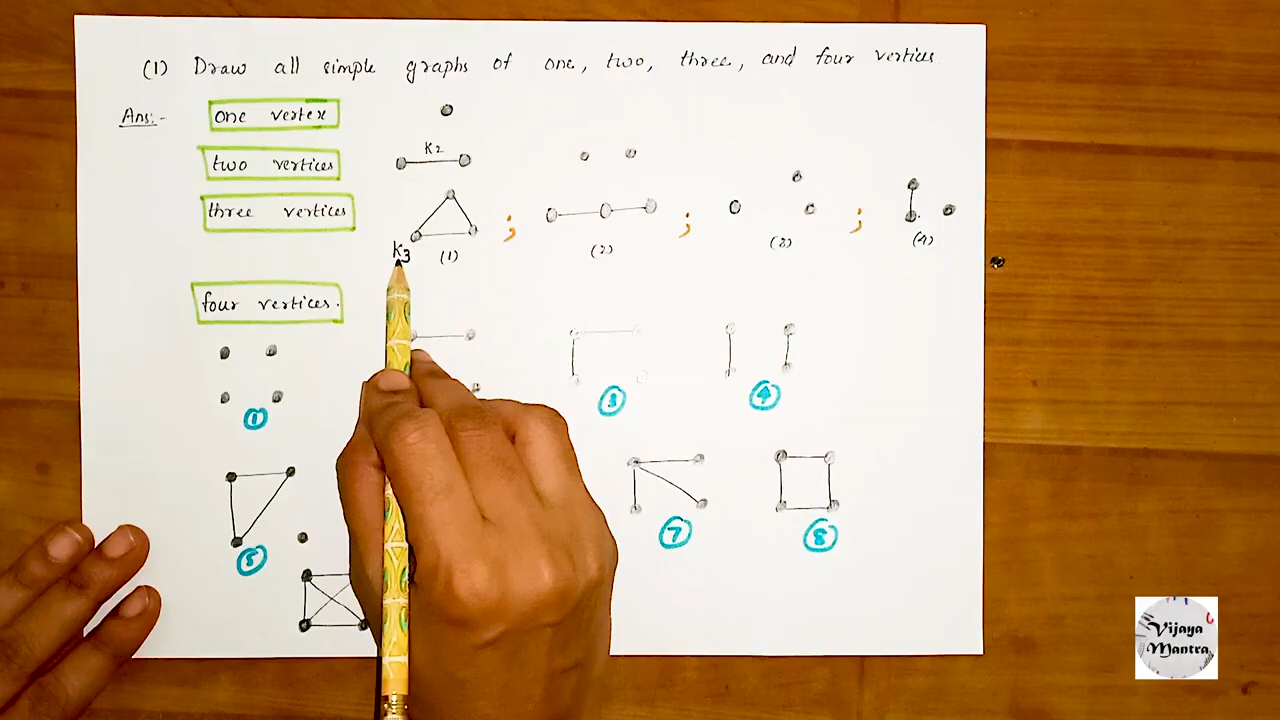 (1) Draw all simple graphs of one, two, three, and four vertices.
Ans:- one vertex
two vertices K2
three vertices ; ; ;
K3 (1) (2) (3) (4)
four vertices.
1 3 4
5 7 8
Vijaya
Mantra